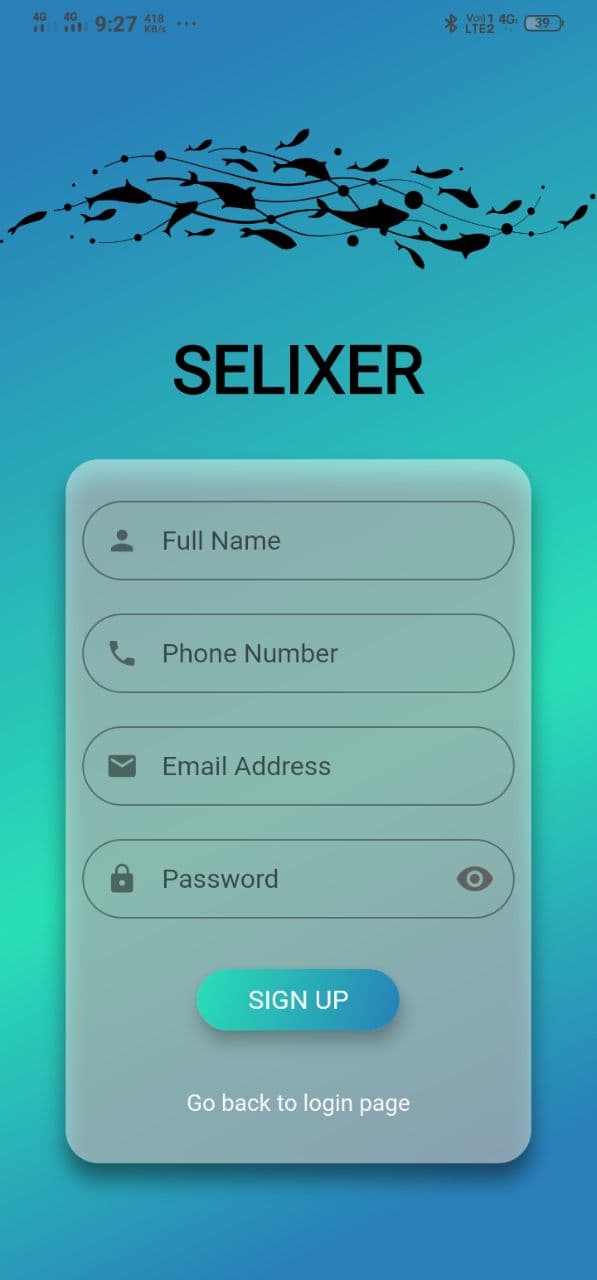 4G 4G 9:27 418 KB/s ... Vo) 1 LTE2 4G 39
SELIXER
Full Name
Phone Number
Email Address
Password
SIGN UP
Go back to login page